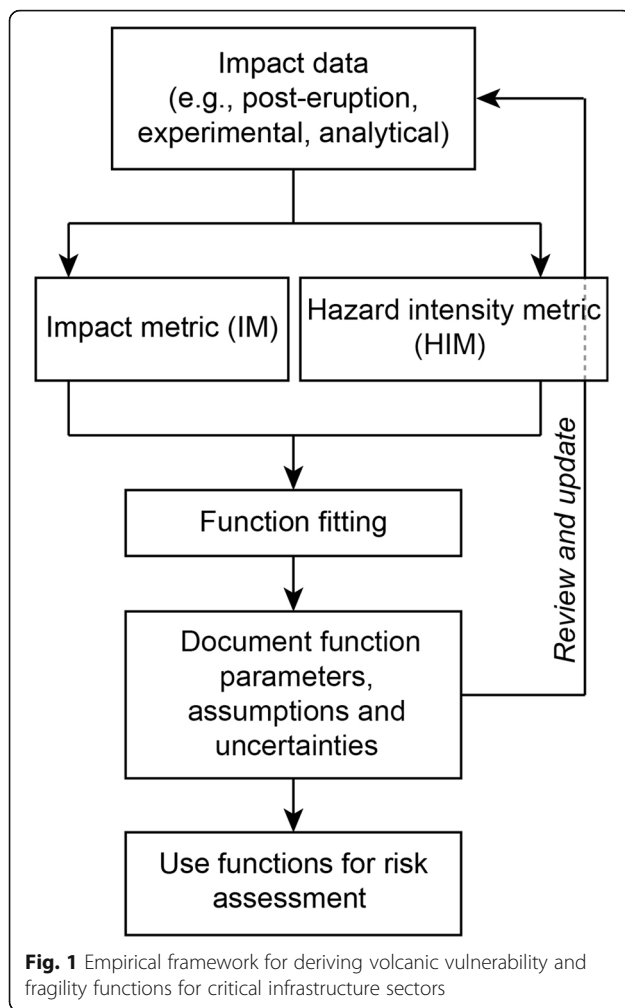 Impact data
(e.g., post-eruption,
experimental, analytical)
Impact metric (IM)
Hazard intensity metric
(HIM)
Function fitting
Review and update
Document function
parameters,
assumptions and
uncertainties
Use functions for risk
assessment
Fig. 1 Empirical framework for deriving volcanic vulnerability and
fragility functions for critical infrastructure sectors